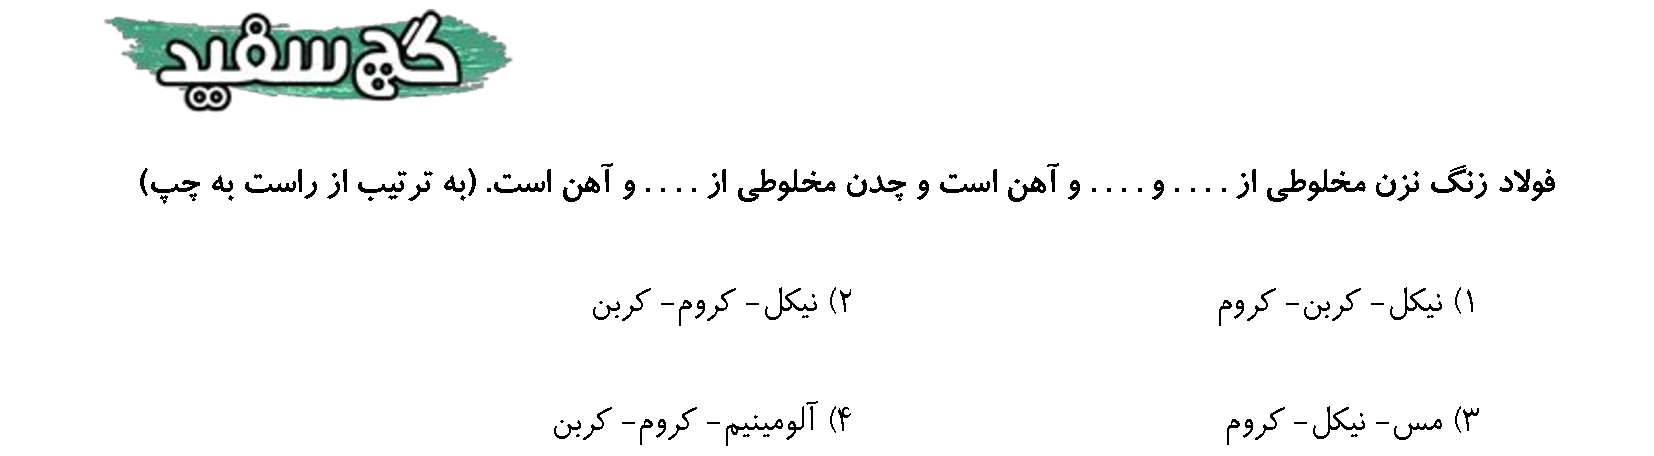 گچ سفید
فولاد زنگ نزن مخلوطی از . . . . و . . . . و آهن است و چدن مخلوطی از . . . . و آهن است. (به ترتیب از راست به چپ)
۱) نیکل- کربن- کروم ۲) نیکل- کروم- کربن
۳) مس- نیکل- کروم ۴) آلومینیم- کروم- کربن